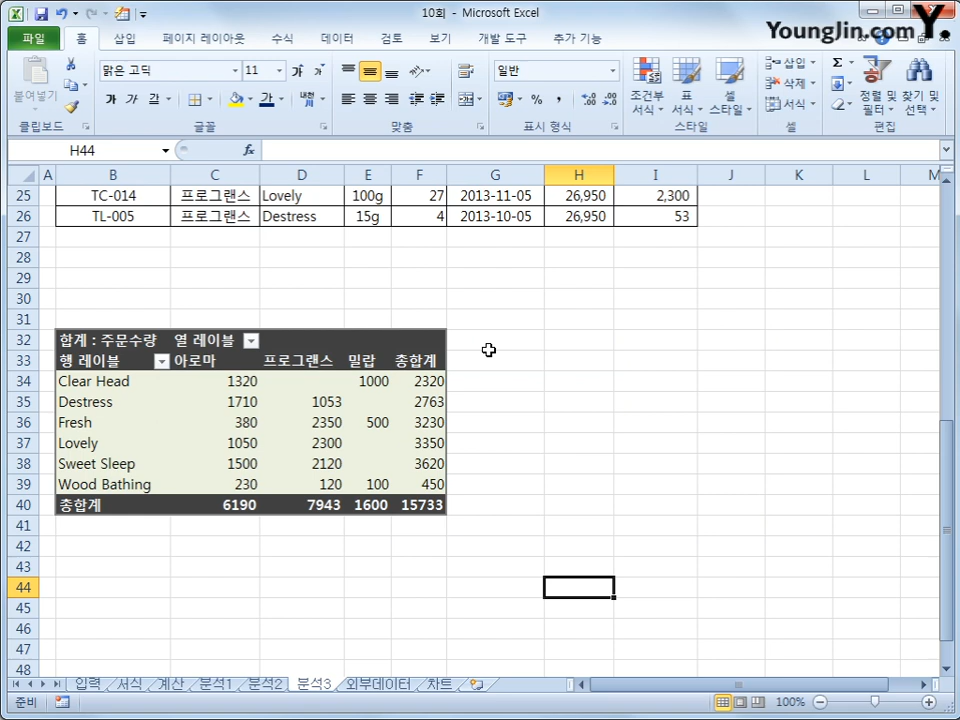 10회 - Microsoft Excel
Younglin.com Y.
파일 홈 삽입 페이지 레이아웃 수식 데이터 검토 보기 개발 도구 추가 기능
붙여넣기 맑은 고딕 11 가 가 일반 조건부 서식 표 서식 셀 스타일 삽입 삭제 서식 Σ 정렬 및 필터 찾기 및 선택
가 가 가 가 내천 % ,
클립보드 글꼴 맞춤 표시 형식 스타일 셀 편집
H44 fx
A B C D E F G H I J K L M
25 TC-014 프로그랜스 Lovely 100g 27 2013-11-05 26,950 2,300
26 TL-005 프로그랜스 Destress 15g 4 2013-10-05 26,950 53
27
28
29
30
31
32 합계 : 주문수량 열 레이블
33 행 레이블 아로마 프로그랜스 밀랍 총합계
34 Clear Head 1320 1000 2320
35 Destress 1710 1053 2763
36 Fresh 380 2350 500 3230
37 Lovely 1050 2300 3350
38 Sweet Sleep 1500 2120 3620
39 Wood Bathing 230 120 100 450
40 총합계 6190 7943 1600 15733
41
42
43
44
45
46
47
48
입력 서식 계산 분석1 분석2 분석3 외부데이터 차트
준비 100%